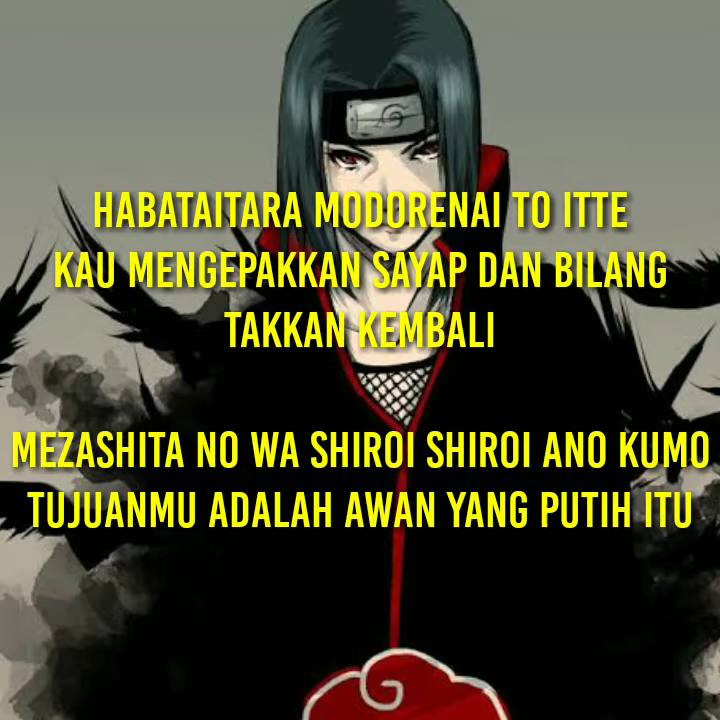 HABATAITARA MODORENAI TO ITTE
KAU MENGEPAKKAN SAYAP DAN BILANG
TAKKAN KEMBALI
MEZASHITA NO WA SHIROI SHIROI ANO KUMO
TUJUANMU ADALAH AWAN YANG PUTIH ITU